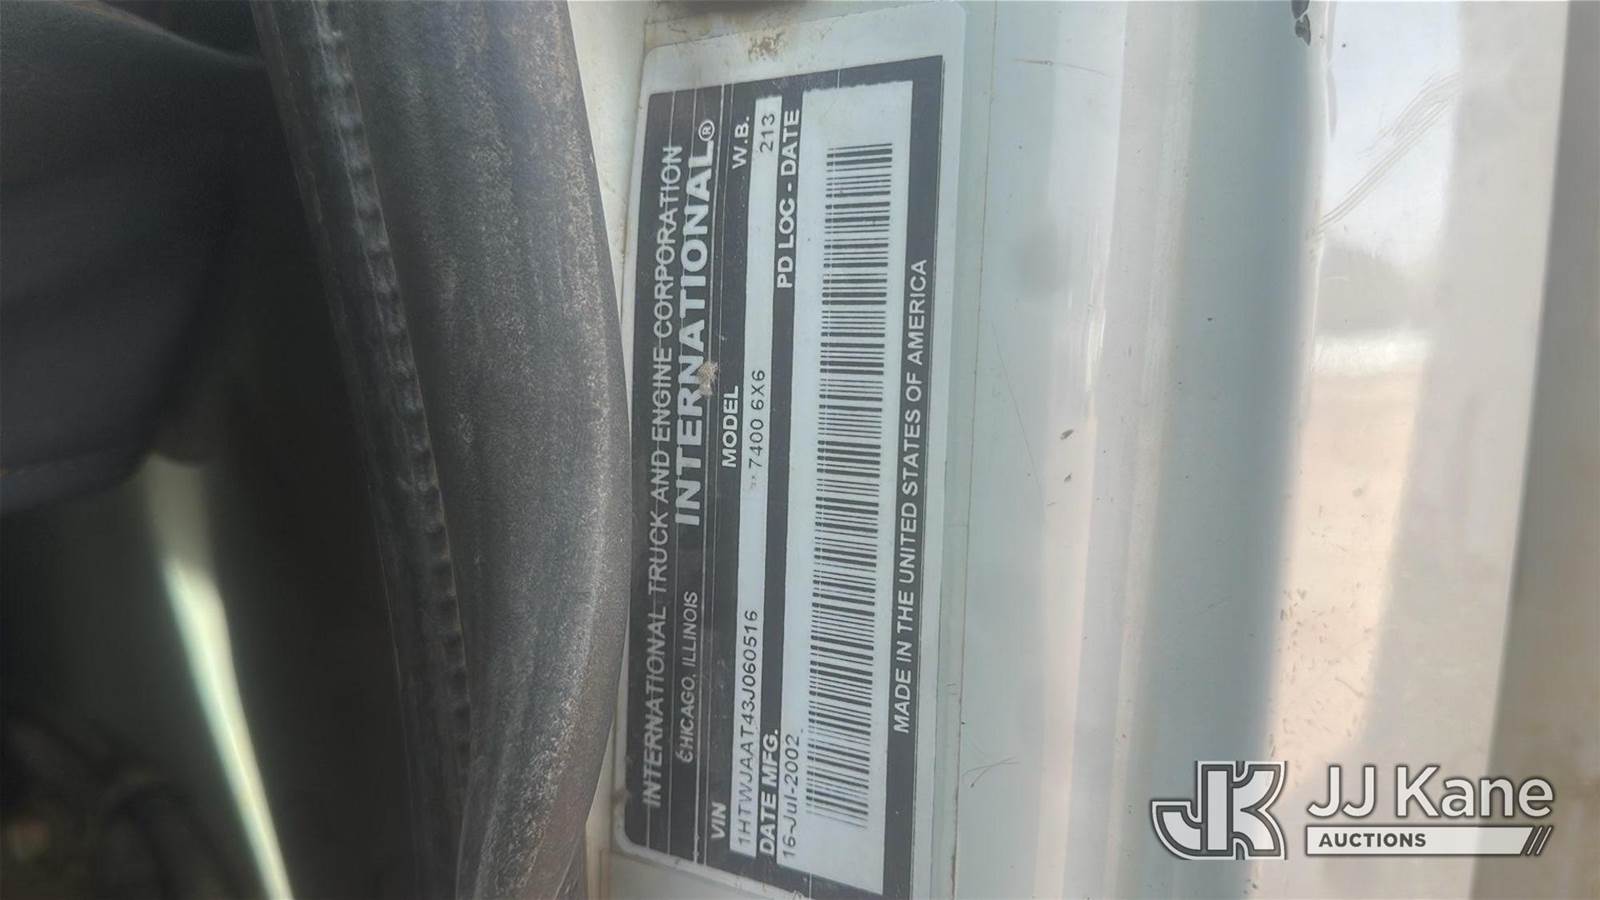 INTERNATIONAL TRUCK AND ENGINE CORPORATION
CHICAGO, ILLINOIS INTERNATIONAL®
VIN MODEL W.B.
1HTWJAAT43J060516 7400 6X6 213
DATE MFG. PD LOC - DATE
16-Jul-2002
MADE IN THE UNITED STATES OF AMERICA
JK JJ Kane
AUCTIONS